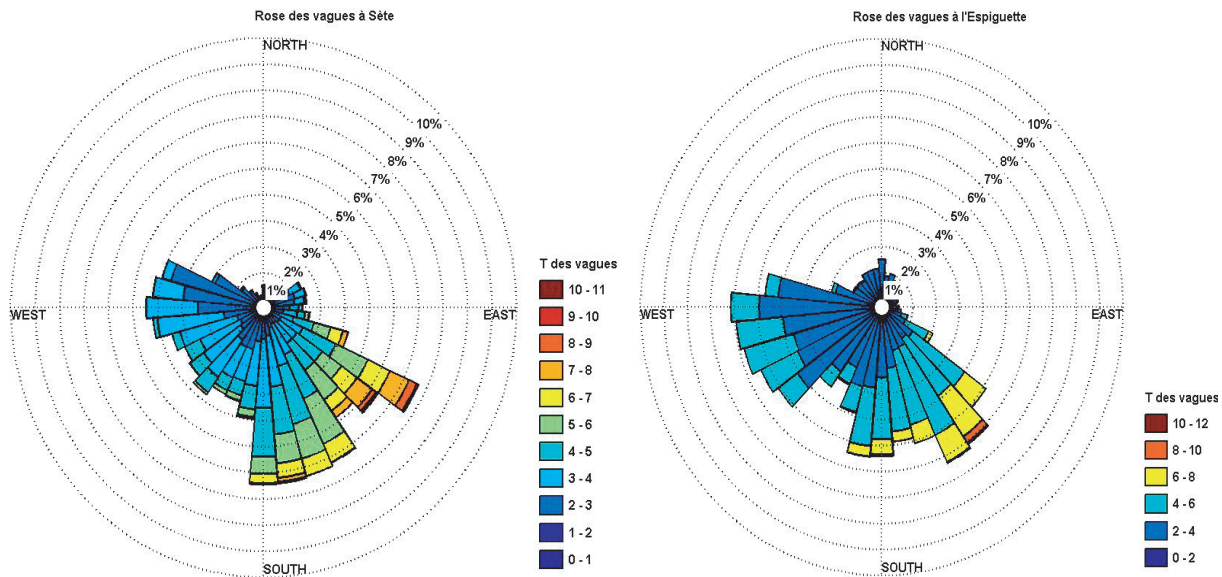 Rose des vagues à Sète
NORTH
10%
9%
8%
7%
6%
5%
4%
3%
2%
1%
WEST
EAST
SOUTH
T des vagues
10 - 11
9 - 10
8 - 9
7 - 8
6 - 7
5 - 6
4 - 5
3 - 4
2 - 3
1 - 2
0 - 1
Rose des vagues à l'Espiguette
NORTH
10%
9%
8%
7%
6%
5%
4%
3%
2%
1%
WEST
EAST
SOUTH
T des vagues
10 - 12
8 - 10
6 - 8
4 - 6
2 - 4
0 - 2